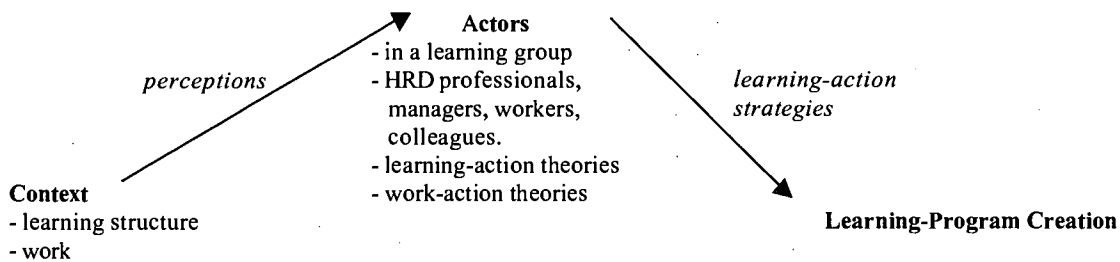 Actors
- in a learning group
- HRD professionals,
managers, workers,
colleagues.
- learning-action theories
- work-action theories
perceptions
learning-action
strategies
Context
- learning structure
- work
Learning-Program Creation